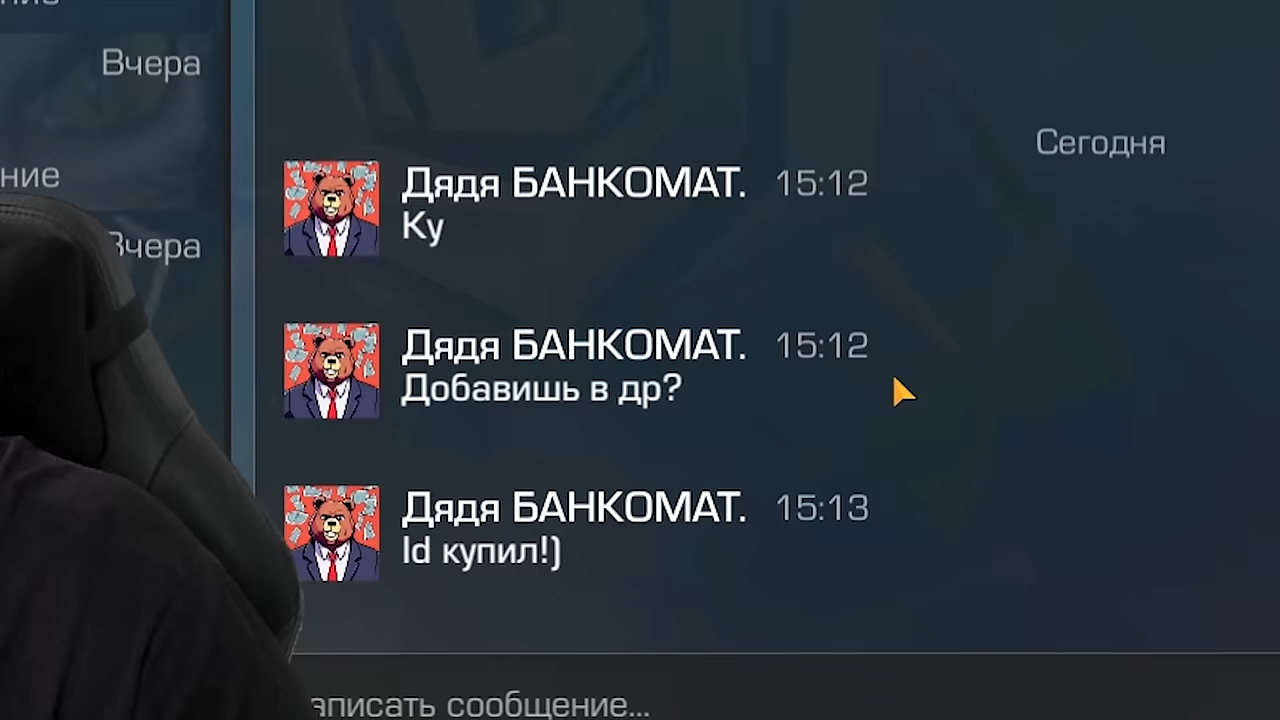 Вчера
ние
Вчера
Сегодня
Дядя БАНКОМАТ. 15:12
Ку
Дядя БАНКОМАТ. 15:12
Добавишь в др?
Дядя БАНКОМАТ. 15:13
Id купил!)
аписать сообщение...